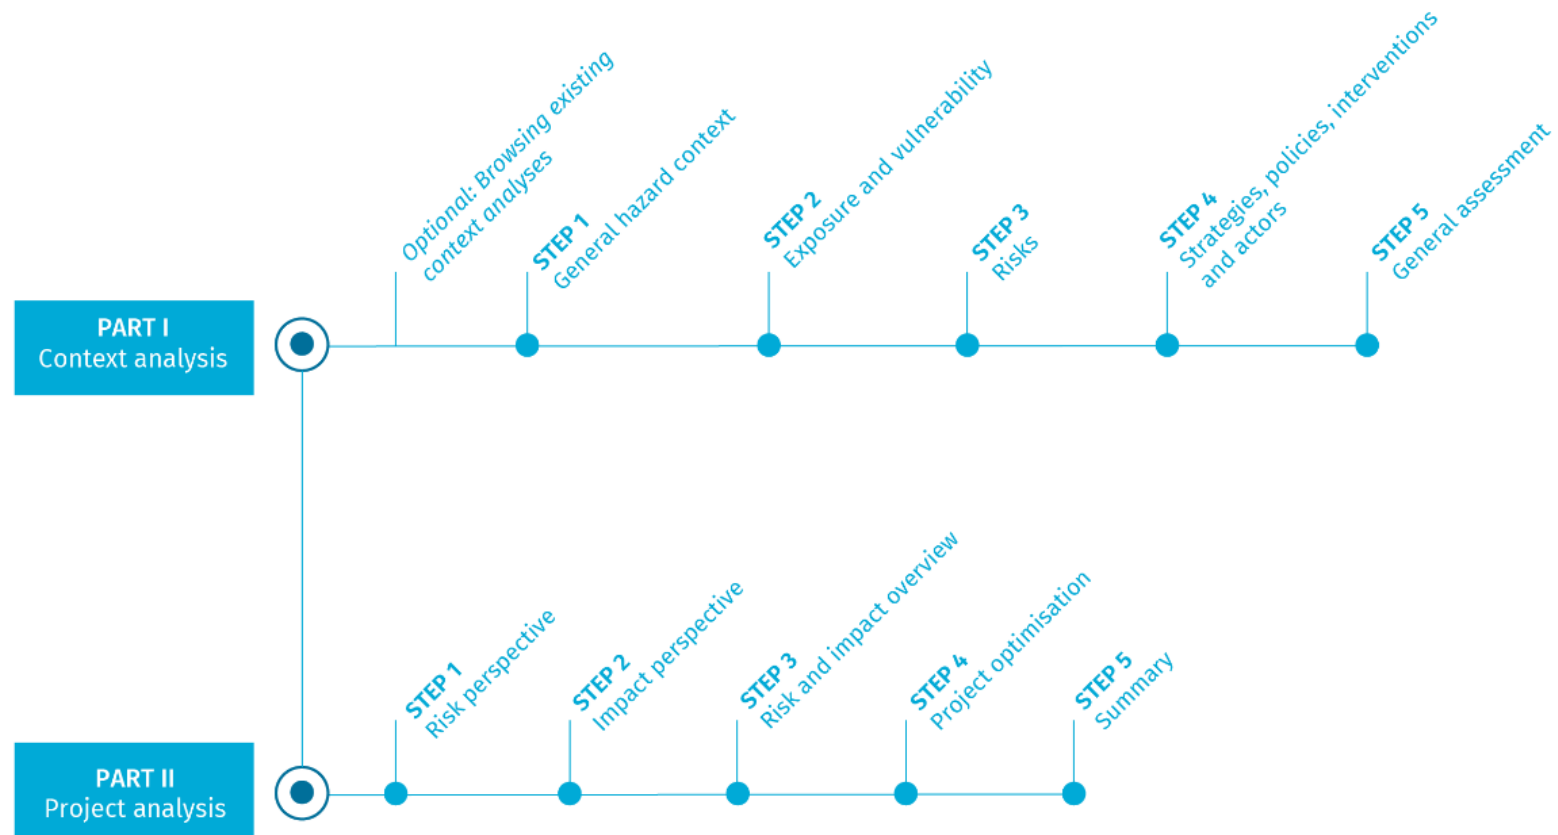 PART I
Context analysis
Optional: Browsing existing
context analyses
STEP 1
General hazard context
STEP 2
Exposure and vulnerability
STEP 3
Risks
STEP 4
Strategies, policies, interventions
and actors
STEP 5
General assessment
PART II
Project analysis
STEP 1
Risk perspective
STEP 2
Impact perspective
STEP 3
Risk and impact overview
STEP 4
Project optimisation
STEP 5
Summary